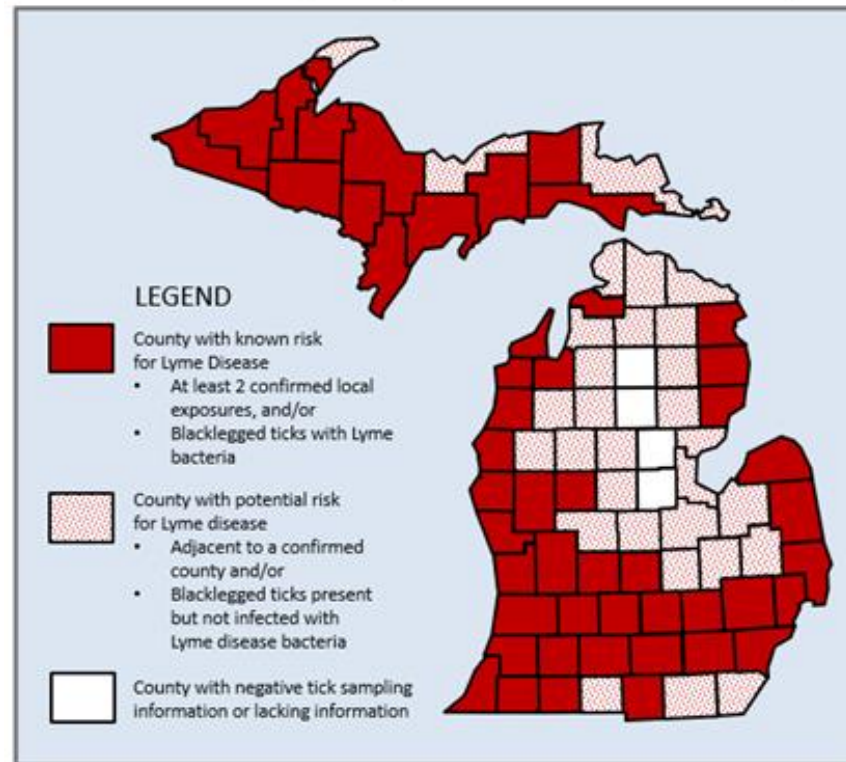 LEGEND
County with known risk
for Lyme Disease
• At least 2 confirmed local
exposures, and/or
• Blacklegged ticks with Lyme
bacteria
County with potential risk
for Lyme disease
• Adjacent to a confirmed
county and/or
• Blacklegged ticks present
but not infected with
Lyme disease bacteria
County with negative tick sampling
information or lacking information